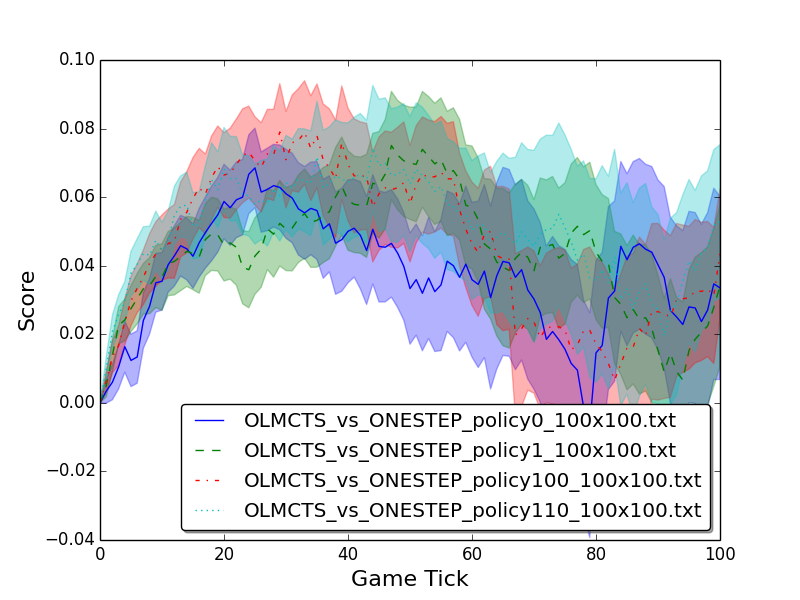 0.10
0.08
0.06
0.04
0.02
0.00
−0.02
−0.04
Score
OLMCTS_vs_ONESTEP_policy0_100x100.txt
OLMCTS_vs_ONESTEP_policy1_100x100.txt
OLMCTS_vs_ONESTEP_policy100_100x100.txt
OLMCTS_vs_ONESTEP_policy110_100x100.txt
0 20 40 60 80 100
Game Tick